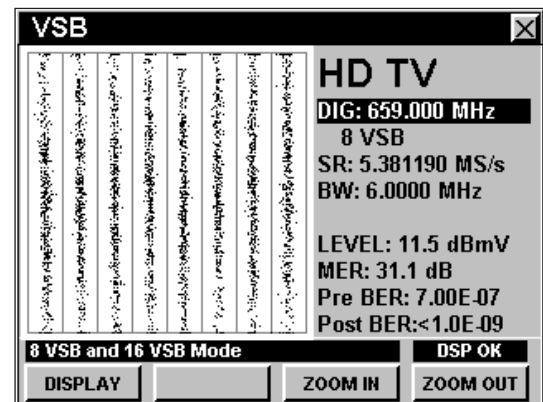 VSB
HD TV
DIG: 659.000 MHz
8 VSB
SR: 5.381190 MS/s
BW: 6.0000 MHz
LEVEL: 11.5 dBmV
MER: 31.1 dB
Pre BER: 7.00E-07
Post BER:<1.0E-09
8 VSB and 16 VSB Mode
DSP OK
DISPLAY
ZOOM IN
ZOOM OUT